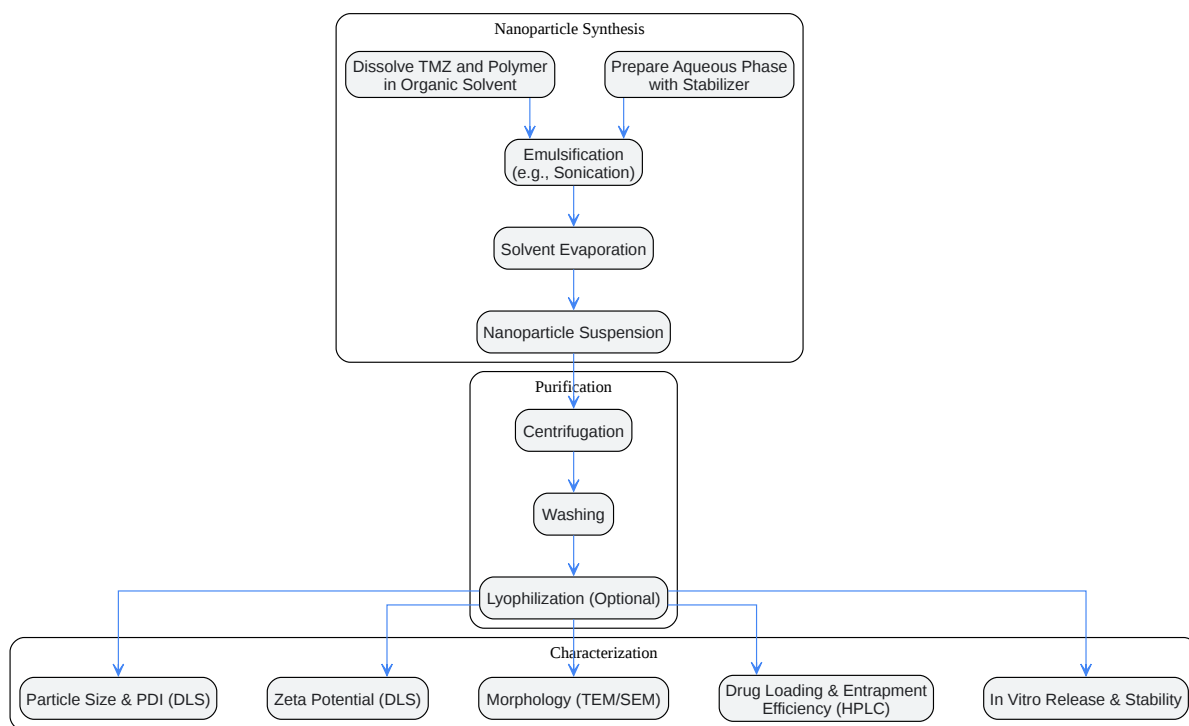 Nanoparticle Synthesis
Dissolve TMZ and Polymer
in Organic Solvent
Prepare Aqueous Phase
with Stabilizer
Emulsification
(e.g., Sonication)
Solvent Evaporation
Nanoparticle Suspension
Purification
Centrifugation
Washing
Lyophilization (Optional)
Characterization
Particle Size & PDI (DLS)
Zeta Potential (DLS)
Morphology (TEM/SEM)
Drug Loading & Entrapment
Efficiency (HPLC)
In Vitro Release & Stability